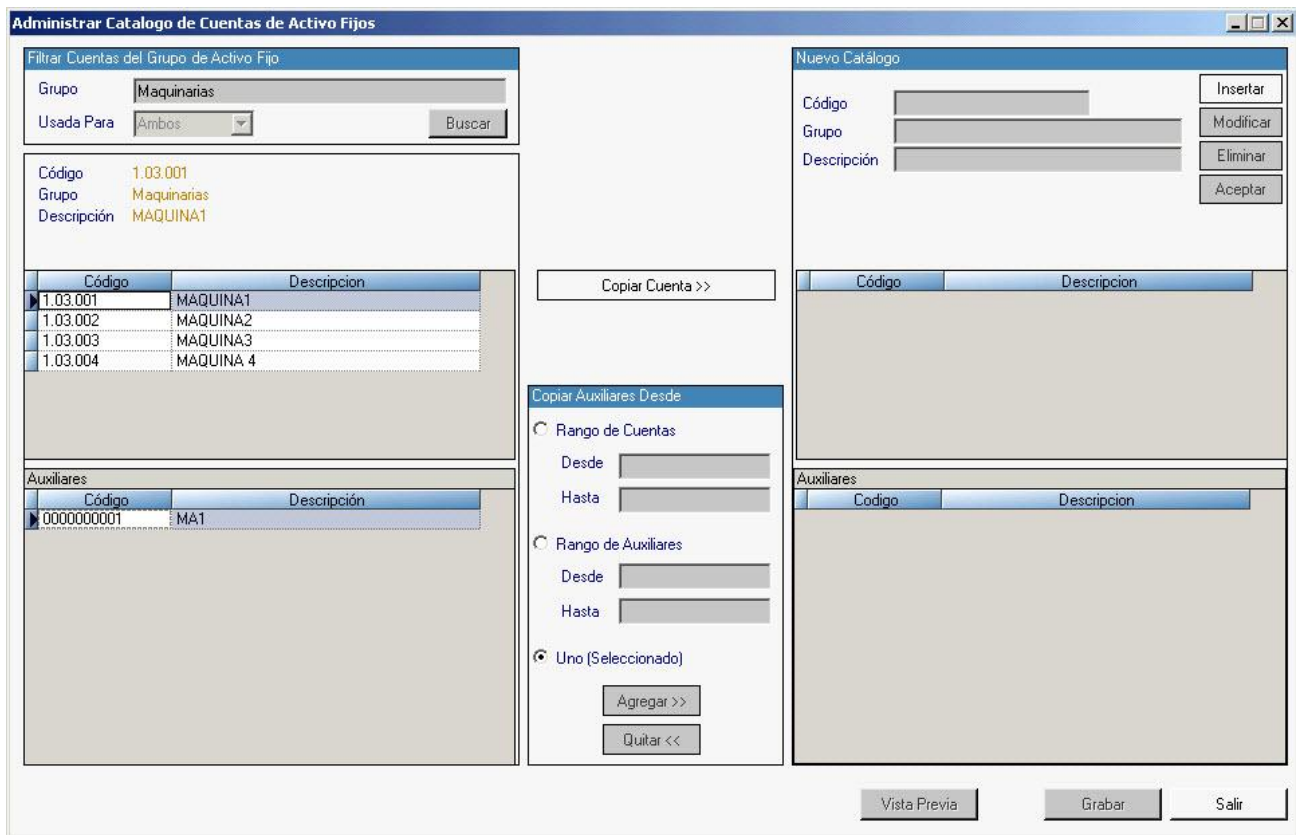 Administrar Catalogo de Cuentas de Activo Fijos
Filtrar Cuentas del Grupo de Activo Fijo
Grupo Maquinarias
Usada Para Ambos Buscar
Código 1.03.001
Grupo Maquinarias
Descripción MAQUINA1
Código Descripcion
1.03.001 MAQUINA1
1.03.002 MAQUINA2
1.03.003 MAQUINA3
1.03.004 MAQUINA 4
Auxiliares
Código Descripción
0000000001 MA1
Copiar Cuenta >>
Copiar Auxiliares Desde
Rango de Cuentas
Desde
Hasta
Rango de Auxiliares
Desde
Hasta
Uno (Seleccionado)
Agregar >>
Quitar <<
Nuevo Catálogo
Código
Grupo
Descripción
Insertar
Modificar
Eliminar
Aceptar
Código Descripcion
Auxiliares
Codigo Descripcion
Vista Previa Grabar Salir